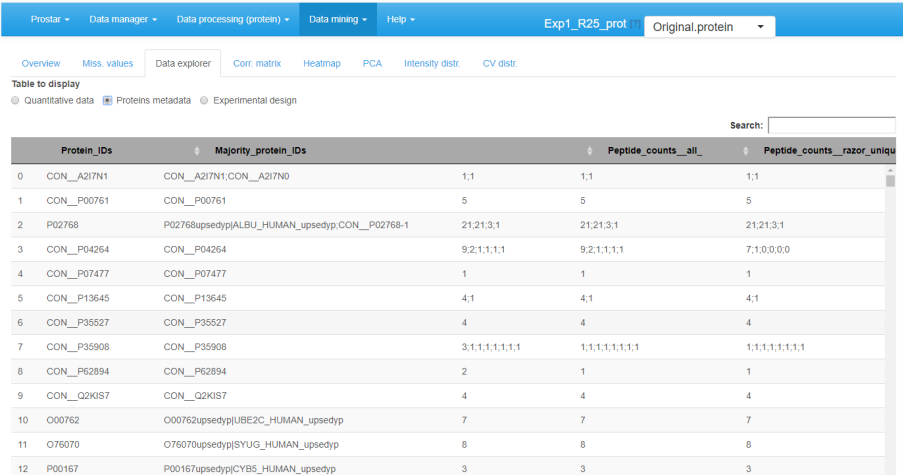 Prostar Data manager Data processing (protein) Data mining Help Exp1_R25_prot [?] Original.protein
Overview Miss. values Data explorer Corr. matrix Heatmap PCA Intensity distr. CV distr.
Table to display
Quantitative data Proteins metadata Experimental design
Search:
Protein_IDs Majority_protein_IDs Peptide_counts__all_ Peptide_counts__razor_uniqu
0 CON__A2I7N1 CON__A2I7N1;CON__A2I7N0 1;1 1;1 1;1
1 CON__P00761 CON__P00761 5 5 5
2 P02768 P02768upsedyp|ALBU_HUMAN_upsedyp;CON__P02768-1 21;21;3;1 21;21;3;1 21;21;3;1
3 CON__P04264 CON__P04264 9;2;1;1;1;1 9;2;1;1;1;1 7;1;0;0;0;0
4 CON__P07477 CON__P07477 1 1 1
5 CON__P13645 CON__P13645 4;1 4;1 4;1
6 CON__P35527 CON__P35527 4 4 4
7 CON__P35908 CON__P35908 3;1;1;1;1;1;1;1 1;1;1;1;1;1;1;1 1;1;1;1;1;1;1;1
8 CON__P62894 CON__P62894 2 1 1
9 CON__Q2KIS7 CON__Q2KIS7 4 4 4
10 O00762 O00762upsedyp|UBE2C_HUMAN_upsedyp 7 7 7
11 O76070 O76070upsedyp|SYUG_HUMAN_upsedyp 8 8 8
12 P00167 P00167upsedyp|CYB5_HUMAN_upsedyp 3 3 3